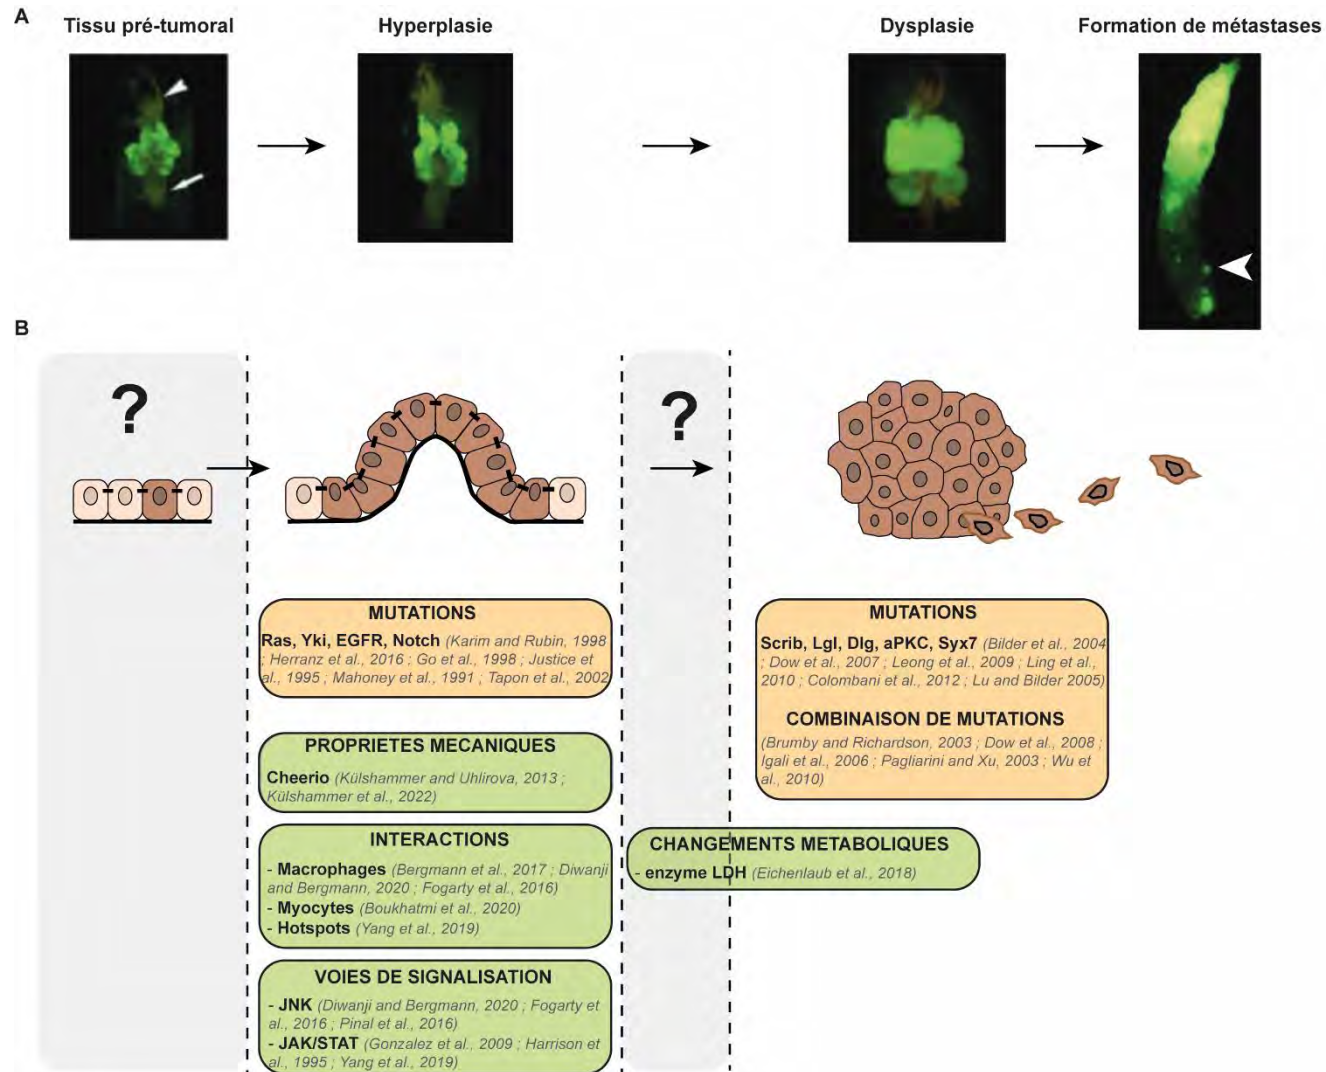 A
Tissu pré-tumoral
Hyperplasie
Dysplasie
Formation de métastases
B
?
?
MUTATIONS
Ras, Yki, EGFR, Notch (Karim and Rubin, 1998
; Herranz et al., 2016 ; Go et al., 1998 ; Justice et
al., 1995 ; Mahoney et al., 1991 ; Tapon et al., 2002
PROPRIETES MECANIQUES
Cheerio (Külshammer and Uhlirova, 2013 ;
Külshammer et al., 2022)
INTERACTIONS
- Macrophages (Bergmann et al., 2017 ; Diwanji
and Bergmann, 2020 ; Fogarty et al., 2016)
- Myocytes (Boukhatmi et al., 2020)
- Hotspots (Yang et al., 2019)
VOIES DE SIGNALISATION
- JNK (Diwanji and Bergmann, 2020 ; Fogarty et
al., 2016 ; Pinal et al., 2016)
- JAK/STAT (Gonzalez et al., 2009 ; Harrison et
al., 1995 ; Yang et al., 2019)
CHANGEMENTS METABOLIQUES
- enzyme LDH (Eichenlaub et al., 2018)
MUTATIONS
Scrib, Lgl, Dlg, aPKC, Syx7 (Bilder et al., 2004
; Dow et al., 2007 ; Leong et al., 2009 ; Ling et al.,
2010 ; Colombani et al., 2012 ; Lu and Bilder 2005)
COMBINAISON DE MUTATIONS
(Brumby and Richardson, 2003 ; Dow et al., 2008 ;
Igali et al., 2006 ; Pagliarini and Xu, 2003 ; Wu et
al., 2010)